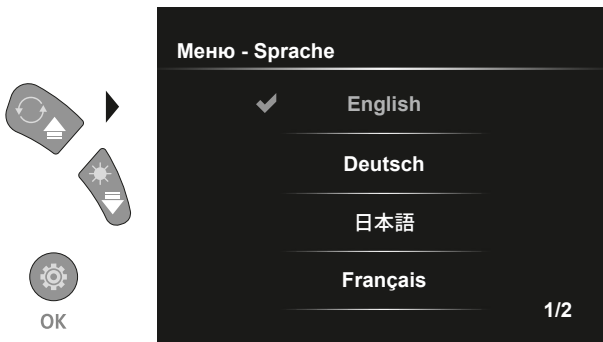 Меню - Sprache
English
Deutsch
日本語
Français
1/2
OK